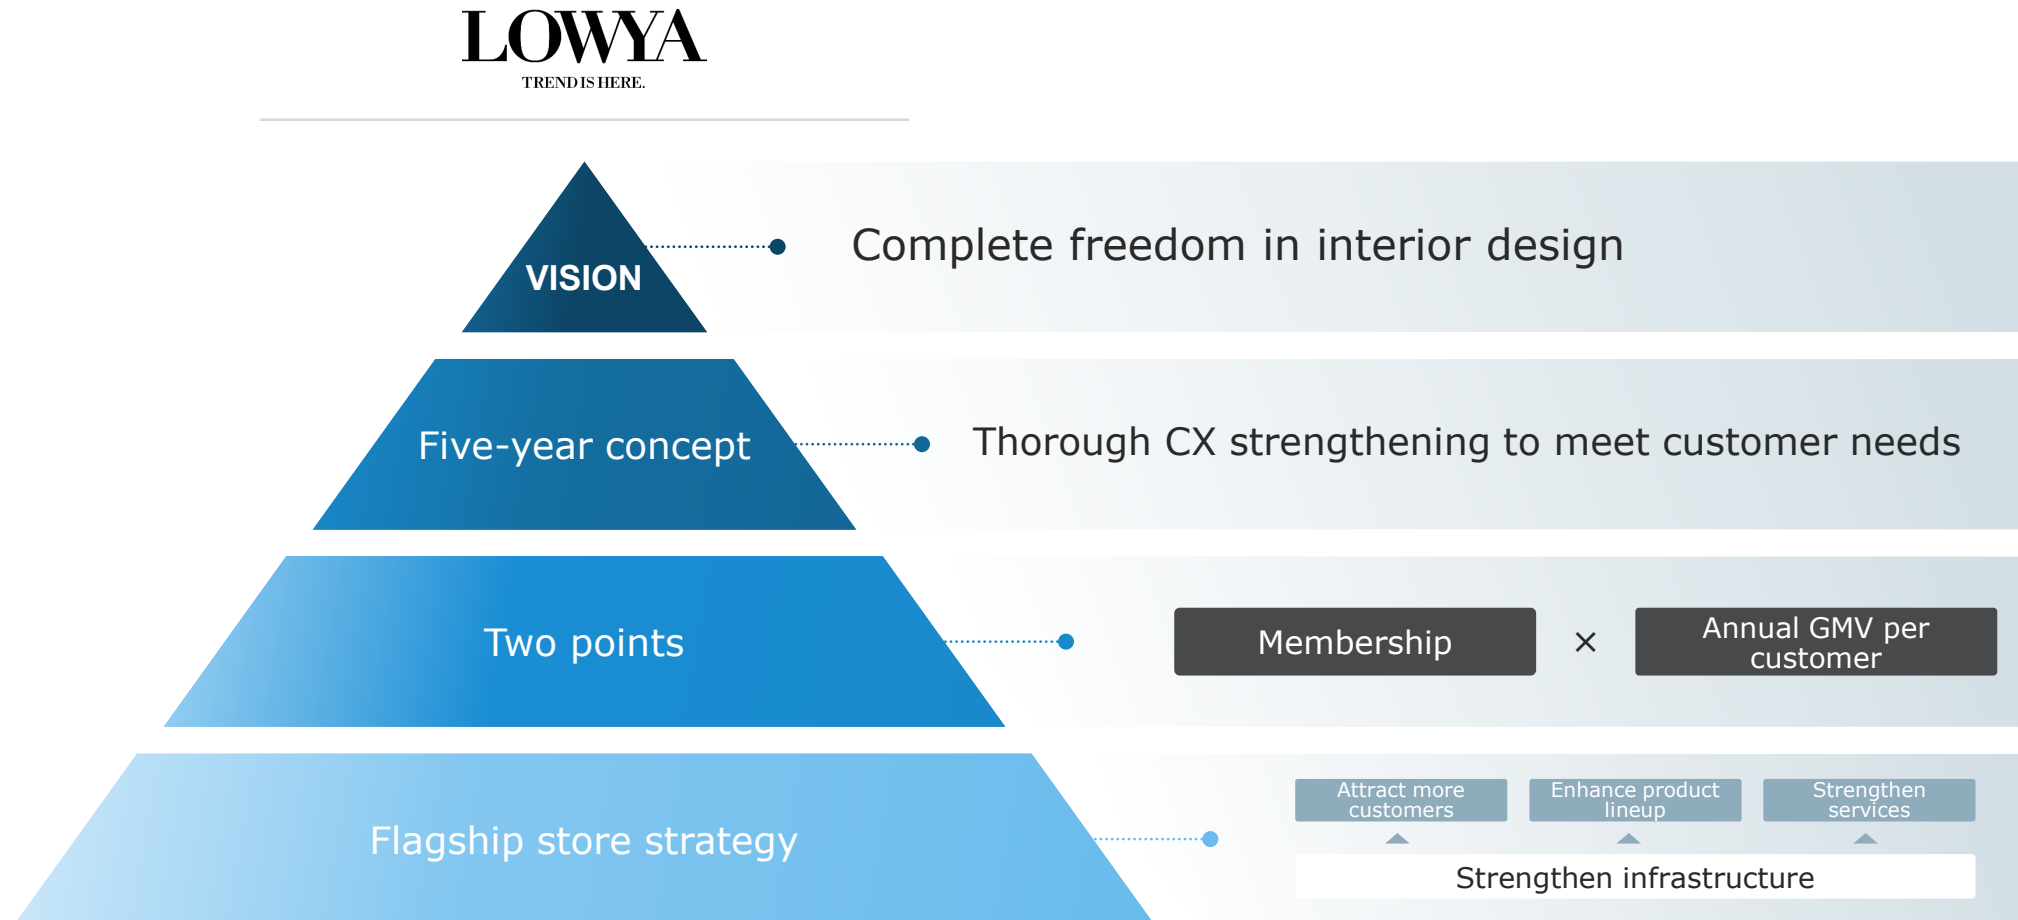 LOWYA
TREND IS HERE.
VISION
Complete freedom in interior design
Five-year concept
Thorough CX strengthening to meet customer needs
Two points
Membership
×
Annual GMV per
customer
Flagship store strategy
Attract more
customers
Enhance product
lineup
Strengthen
services
Strengthen infrastructure